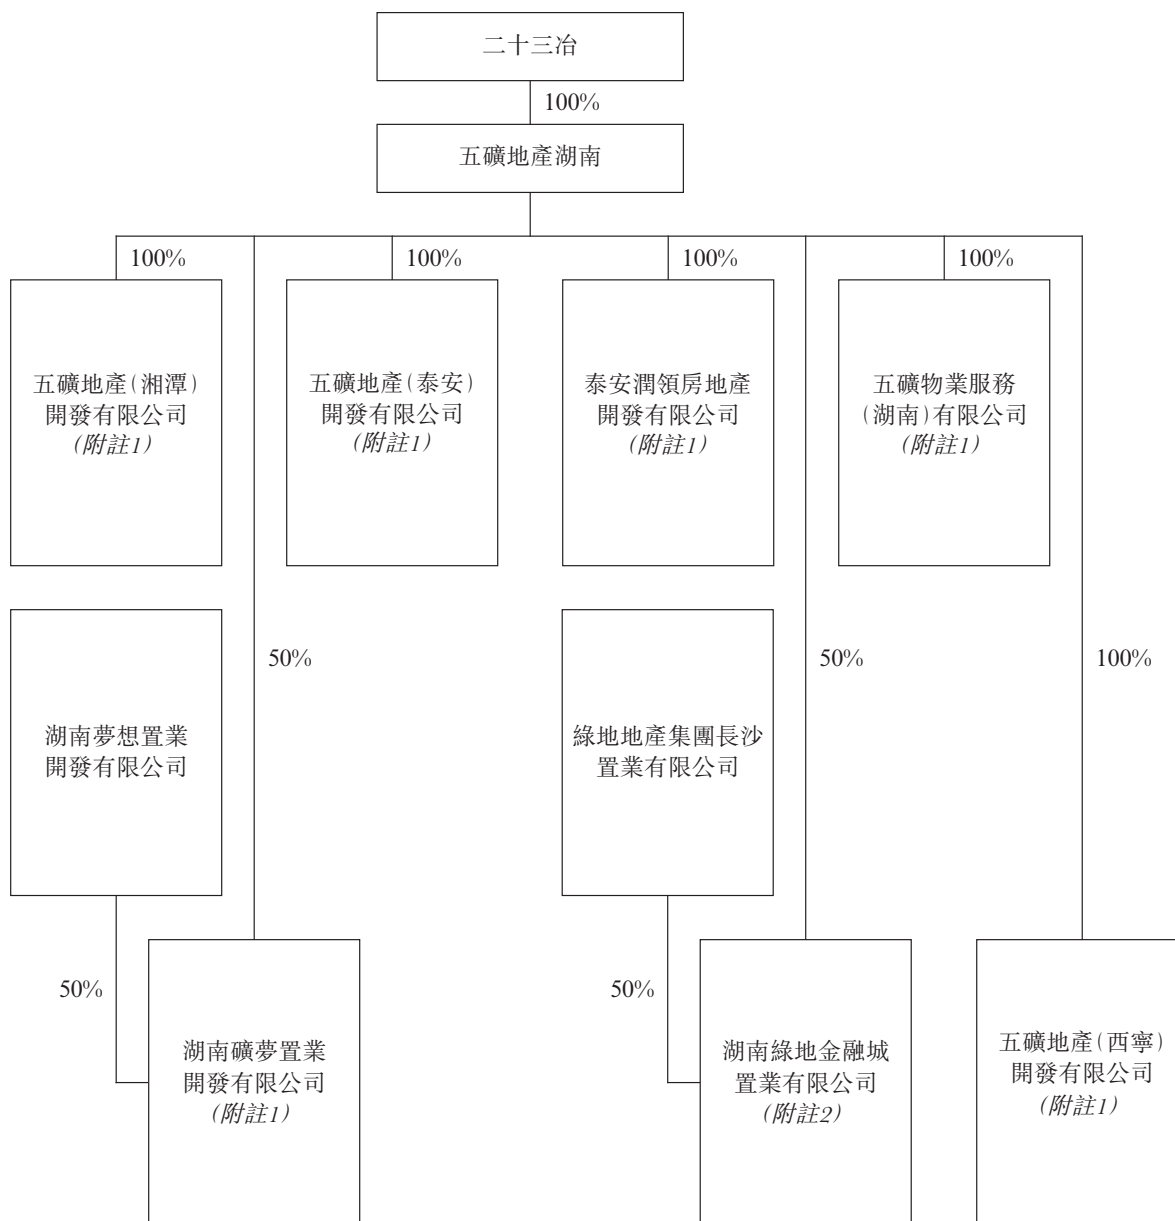 二十三冶
100%
五礦地產湖南
100%
100%
100%
100%
五礦地產（湘潭）
開發有限公司
（附註1）
五礦地產（泰安）
開發有限公司
（附註1）
泰安潤領房地產
開發有限公司
（附註1）
五礦物業服務
（湖南）有限公司
（附註1）
50%
50%
100%
湖南夢想置業
開發有限公司
綠地地產集團長沙
置業有限公司
50%
50%
湖南礦夢置業
開發有限公司
（附註1）
湖南綠地金融城
置業有限公司
（附註2）
五礦地產（西寧）
開發有限公司
（附註1）